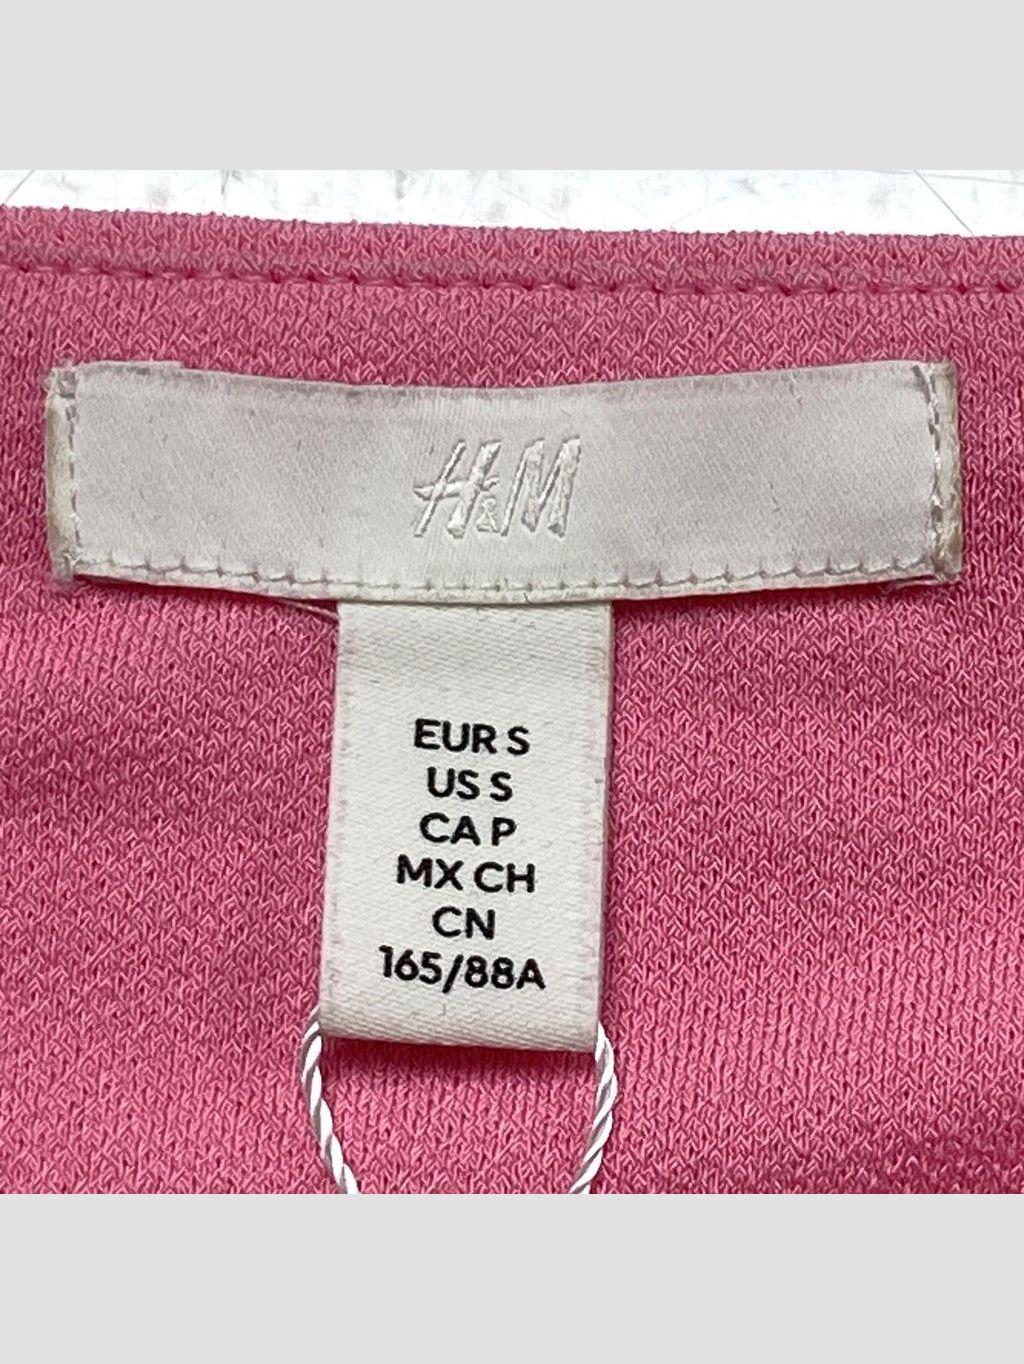 H&M
EUR S
US S
CA P
MX CH
CN
165/88A